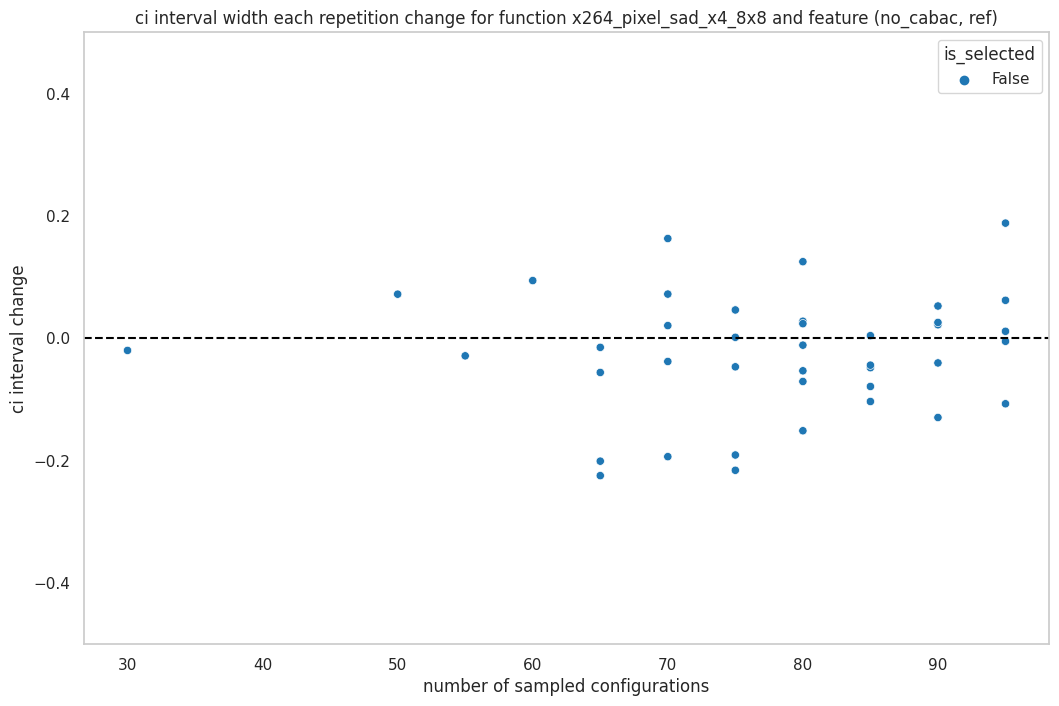 ci interval width each repetition change for function x264_pixel_sad_x4_8x8 and feature (no_cabac, ref)
is_selected
False
0.4
0.2
0.0
−0.2
−0.4
ci interval change
30 40 50 60 70 80 90
number of sampled configurations